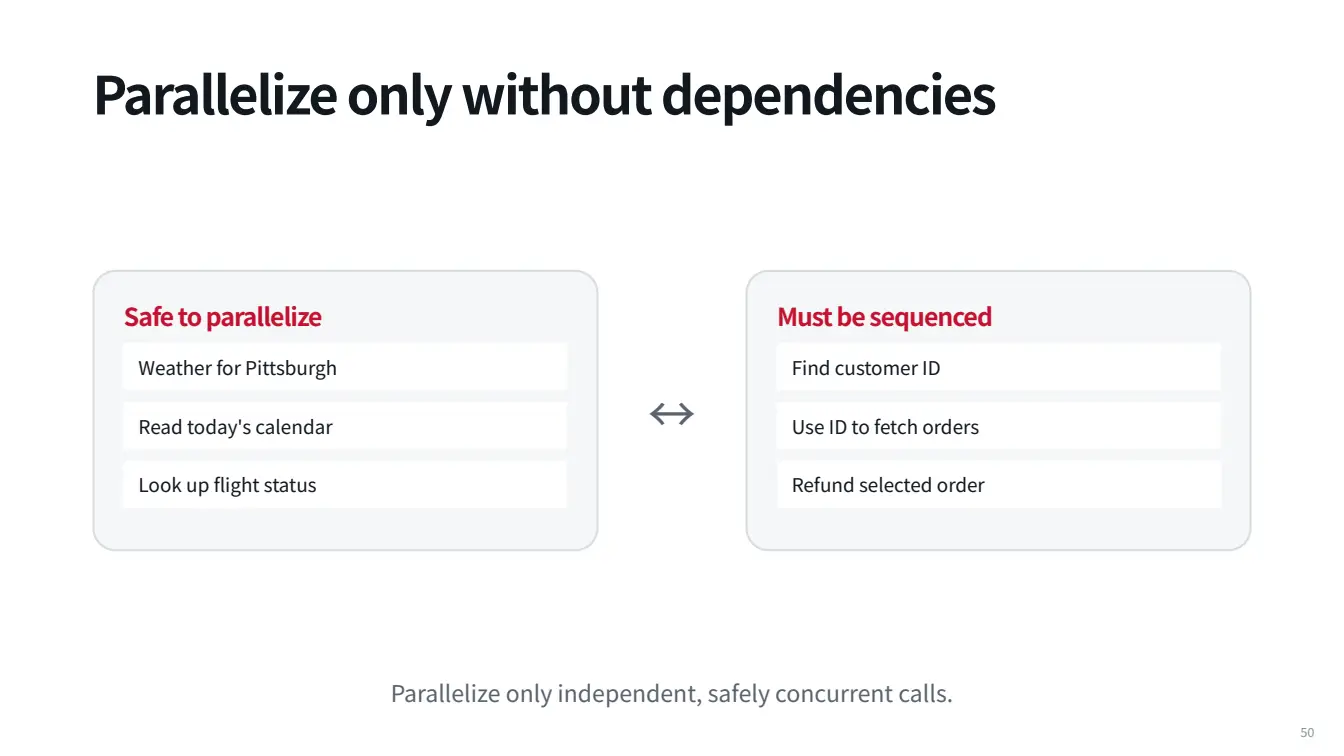 Parallelize only without dependencies
Safe to parallelize
Weather for Pittsburgh
Read today's calendar
Look up flight status
↔
Must be sequenced
Find customer ID
Use ID to fetch orders
Refund selected order
Parallelize only independent, safely concurrent calls.
50